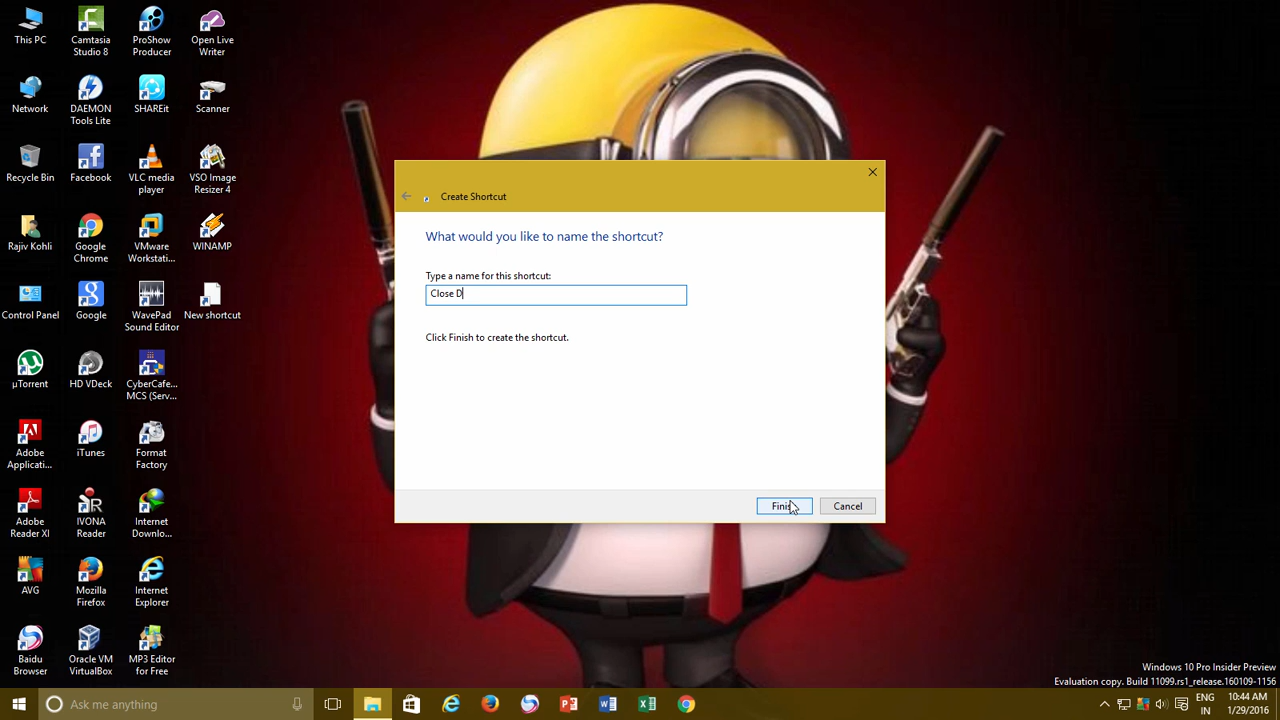 This PC
Camtasia
Studio 8
ProShow
Producer
Open Live
Writer
Network
DAEMON
Tools Lite
SHAREit
Scanner
Recycle Bin
Facebook
VLC media
player
VSO Image
Resizer 4
Rajiv Kohli
Google
Chrome
VMware
Workstati...
WINAMP
Control Panel
Google
WavePad
Sound Editor
New shortcut
µTorrent
HD VDeck
CyberCafe...
MCS (Serv...
Adobe
Applicati...
iTunes
Format
Factory
Adobe
Reader XI
IVONA
Reader
Internet
Downlo...
AVG
Mozilla
Firefox
Internet
Explorer
Baidu
Browser
Oracle VM
VirtualBox
MP3 Editor
for Free
Create Shortcut
What would you like to name the shortcut?
Type a name for this shortcut:
Close D
Click Finish to create the shortcut.
Cancel
Windows 10 Pro Insider Preview
Evaluation copy. Build 11099.rs1_release.160109-1156
Ask me anything
ENG
IN
10:44 AM
1/29/2016